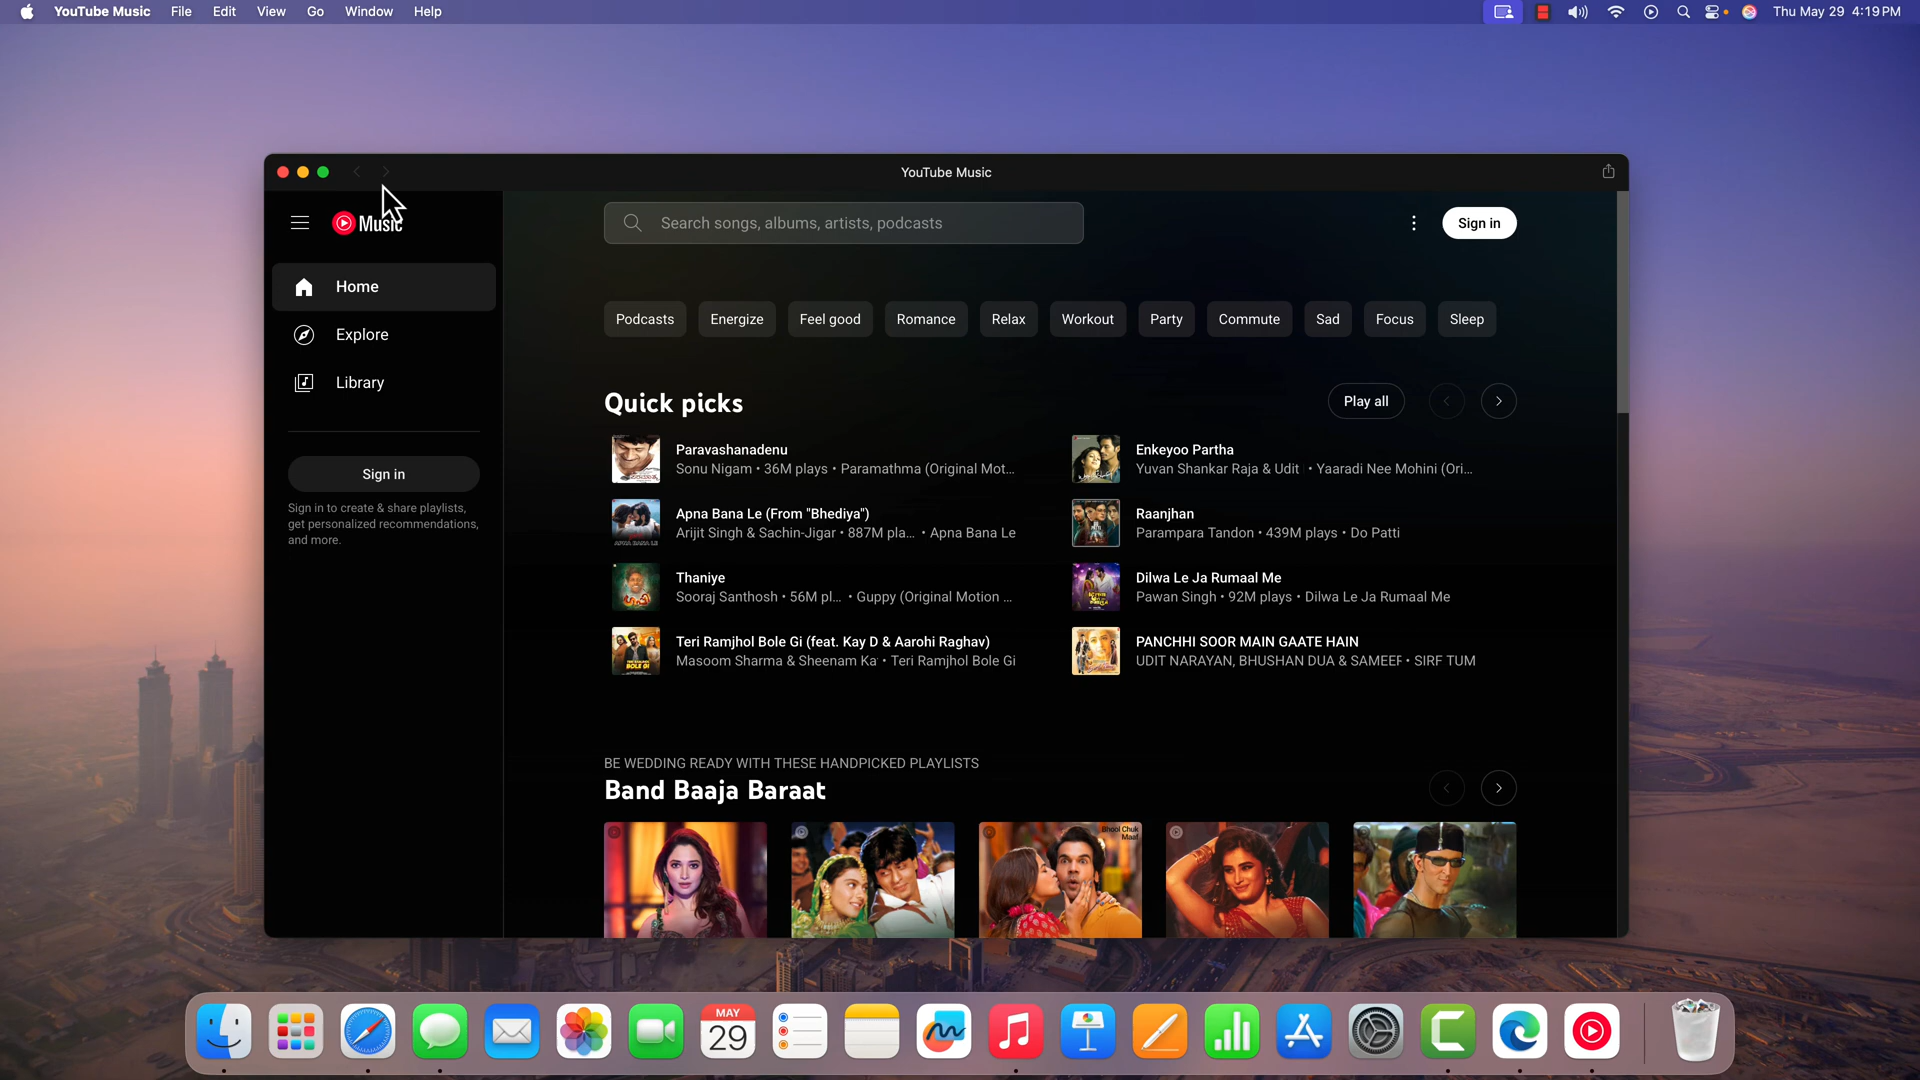 YouTube Music File Edit View Go Window Help
Thu May 29 4:19 PM
YouTube Music
Music
Search songs, albums, artists, podcasts
Sign in
Home
Explore
Library
Sign in
Sign in to create & share playlists,
get personalized recommendations,
and more.
Podcasts Energize Feel good Romance Relax Workout Party Commute Sad Focus Sleep
Quick picks
Play all
Paravashanadenu
Sonu Nigam • 36M plays • Paramathma (Original Mot...
Enkeyoo Partha
Yuvan Shankar Raja & Udit • Yaaradi Nee Mohini (Ori...
Apna Bana Le (From "Bhediya")
Arijit Singh & Sachin-Jigar • 887M pla... • Apna Bana Le
Raanjhan
Parampara Tandon • 439M plays • Do Patti
Thaniye
Sooraj Santhosh • 56M pl... • Guppy (Original Motion ...
Dilwa Le Ja Rumaal Me
Pawan Singh • 92M plays • Dilwa Le Ja Rumaal Me
Teri Ramjhol Bole Gi (feat. Kay D & Aarohi Raghav)
Masoom Sharma & Sheenam Ka • Teri Ramjhol Bole Gi
PANCHHI SOOR MAIN GAATE HAIN
UDIT NARAYAN, BHUSHAN DUA & SAMEEF • SIRF TUM
BE WEDDING READY WITH THESE HANDPICKED PLAYLISTS
Band Baaja Baraat
Bhool Chuk
Maaf
MAY
29